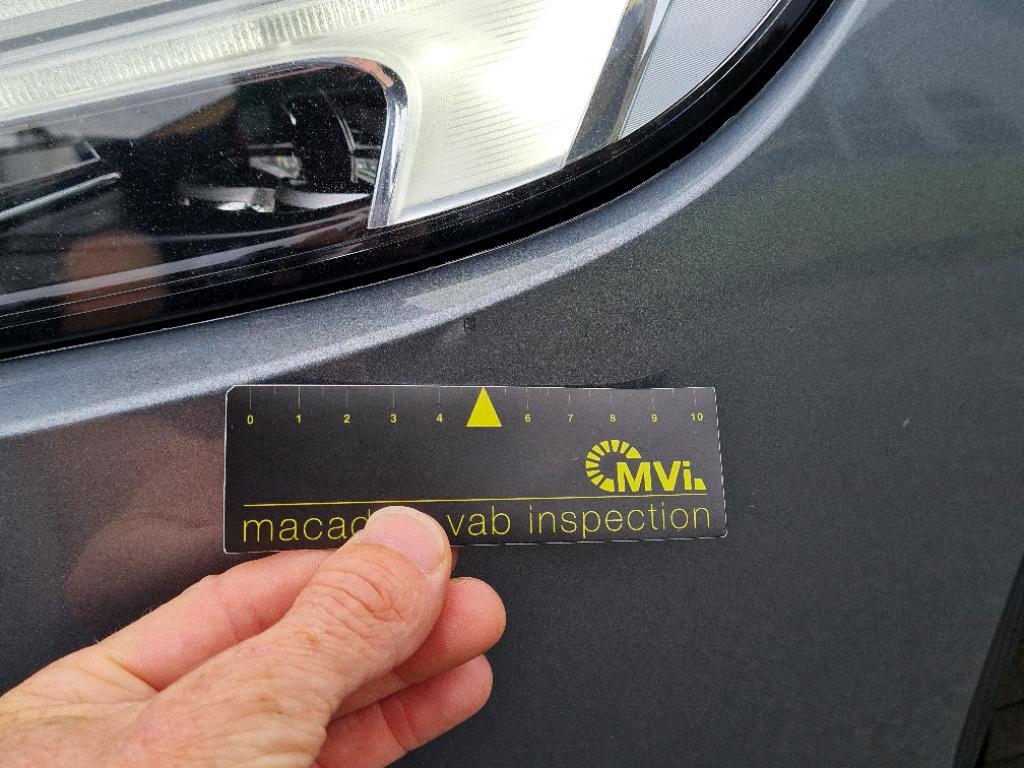 0 1 2 3 4 6 7 8 9 10
MVi.
vab inspection